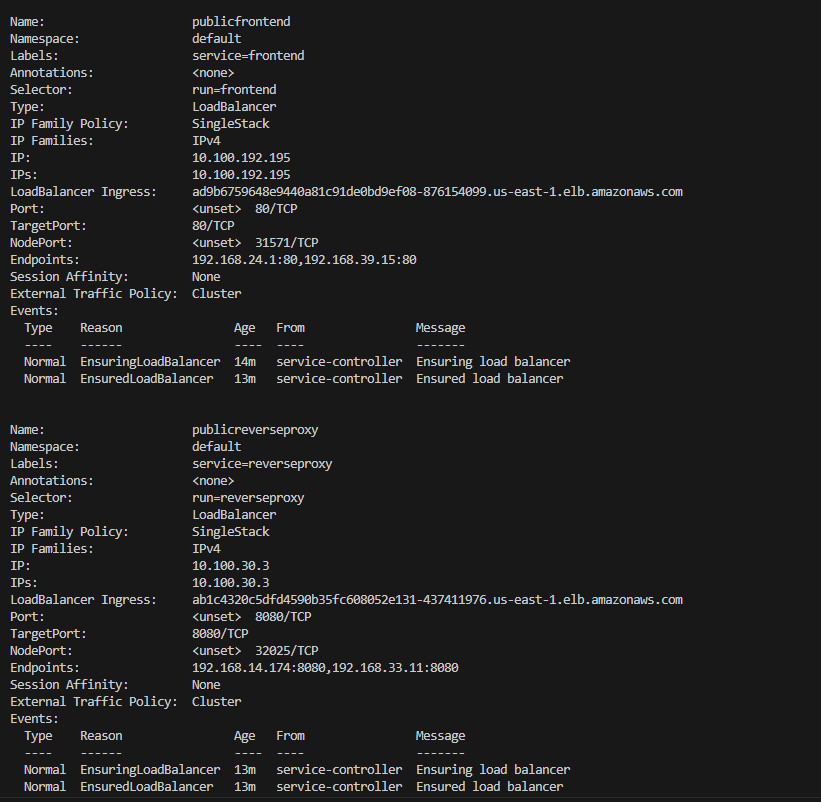 Name:                     publicfrontend
Namespace:                default
Labels:                   service=frontend
Annotations:              <none>
Selector:                 run=frontend
Type:                     LoadBalancer
IP Family Policy:         SingleStack
IP Families:              IPv4
IP:                       10.100.192.195
IPs:                      10.100.192.195
LoadBalancer Ingress:     ad9b6759648e9440a81c91de0bd9ef08-876154099.us-east-1.elb.amazonaws.com
Port:                     <unset>  80/TCP
TargetPort:               80/TCP
NodePort:                 <unset>  31571/TCP
Endpoints:                192.168.24.1:80,192.168.39.15:80
Session Affinity:         None
External Traffic Policy:  Cluster
Events:
  Type    Reason                Age   From                Message
  ----    ------                ----  ----                -------
  Normal  EnsuringLoadBalancer  14m   service-controller  Ensuring load balancer
  Normal  EnsuredLoadBalancer   13m   service-controller  Ensured load balancer
Name:                     publicreverseproxy
Namespace:                default
Labels:                   service=reverseproxy
Annotations:              <none>
Selector:                 run=reverseproxy
Type:                     LoadBalancer
IP Family Policy:         SingleStack
IP Families:              IPv4
IP:                       10.100.30.3
IPs:                      10.100.30.3
LoadBalancer Ingress:     ab1c4320c5dfd4590b35fc608052e131-437411976.us-east-1.elb.amazonaws.com
Port:                     <unset>  8080/TCP
TargetPort:               8080/TCP
NodePort:                 <unset>  32025/TCP
Endpoints:                192.168.14.174:8080,192.168.33.11:8080
Session Affinity:         None
External Traffic Policy:  Cluster
Events:
  Type    Reason                Age   From                Message
  ----    ------                ----  ----                -------
  Normal  EnsuringLoadBalancer  13m   service-controller  Ensuring load balancer
  Normal  EnsuredLoadBalancer   13m   service-controller  Ensured load balancer